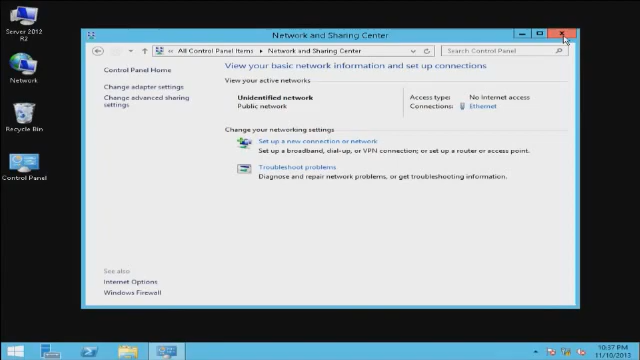 Server 2012
R2
Network
Recycle Bin
Control Panel
Network and Sharing Center
« All Control Panel Items Network and Sharing Center
Search Control Panel
Control Panel Home
Change adapter settings
Change advanced sharing
settings
See also
Internet Options
Windows Firewall
View your basic network information and set up connections
View your active networks
Unidentified network
Public network
Access type: No Internet access
Connections: Ethernet
Change your networking settings
Set up a new connection or network
Set up a broadband, dial-up, or VPN connection; or set up a router or access point.
Troubleshoot problems
Diagnose and repair network problems, or get troubleshooting information.
10:37 PM
11/10/2013